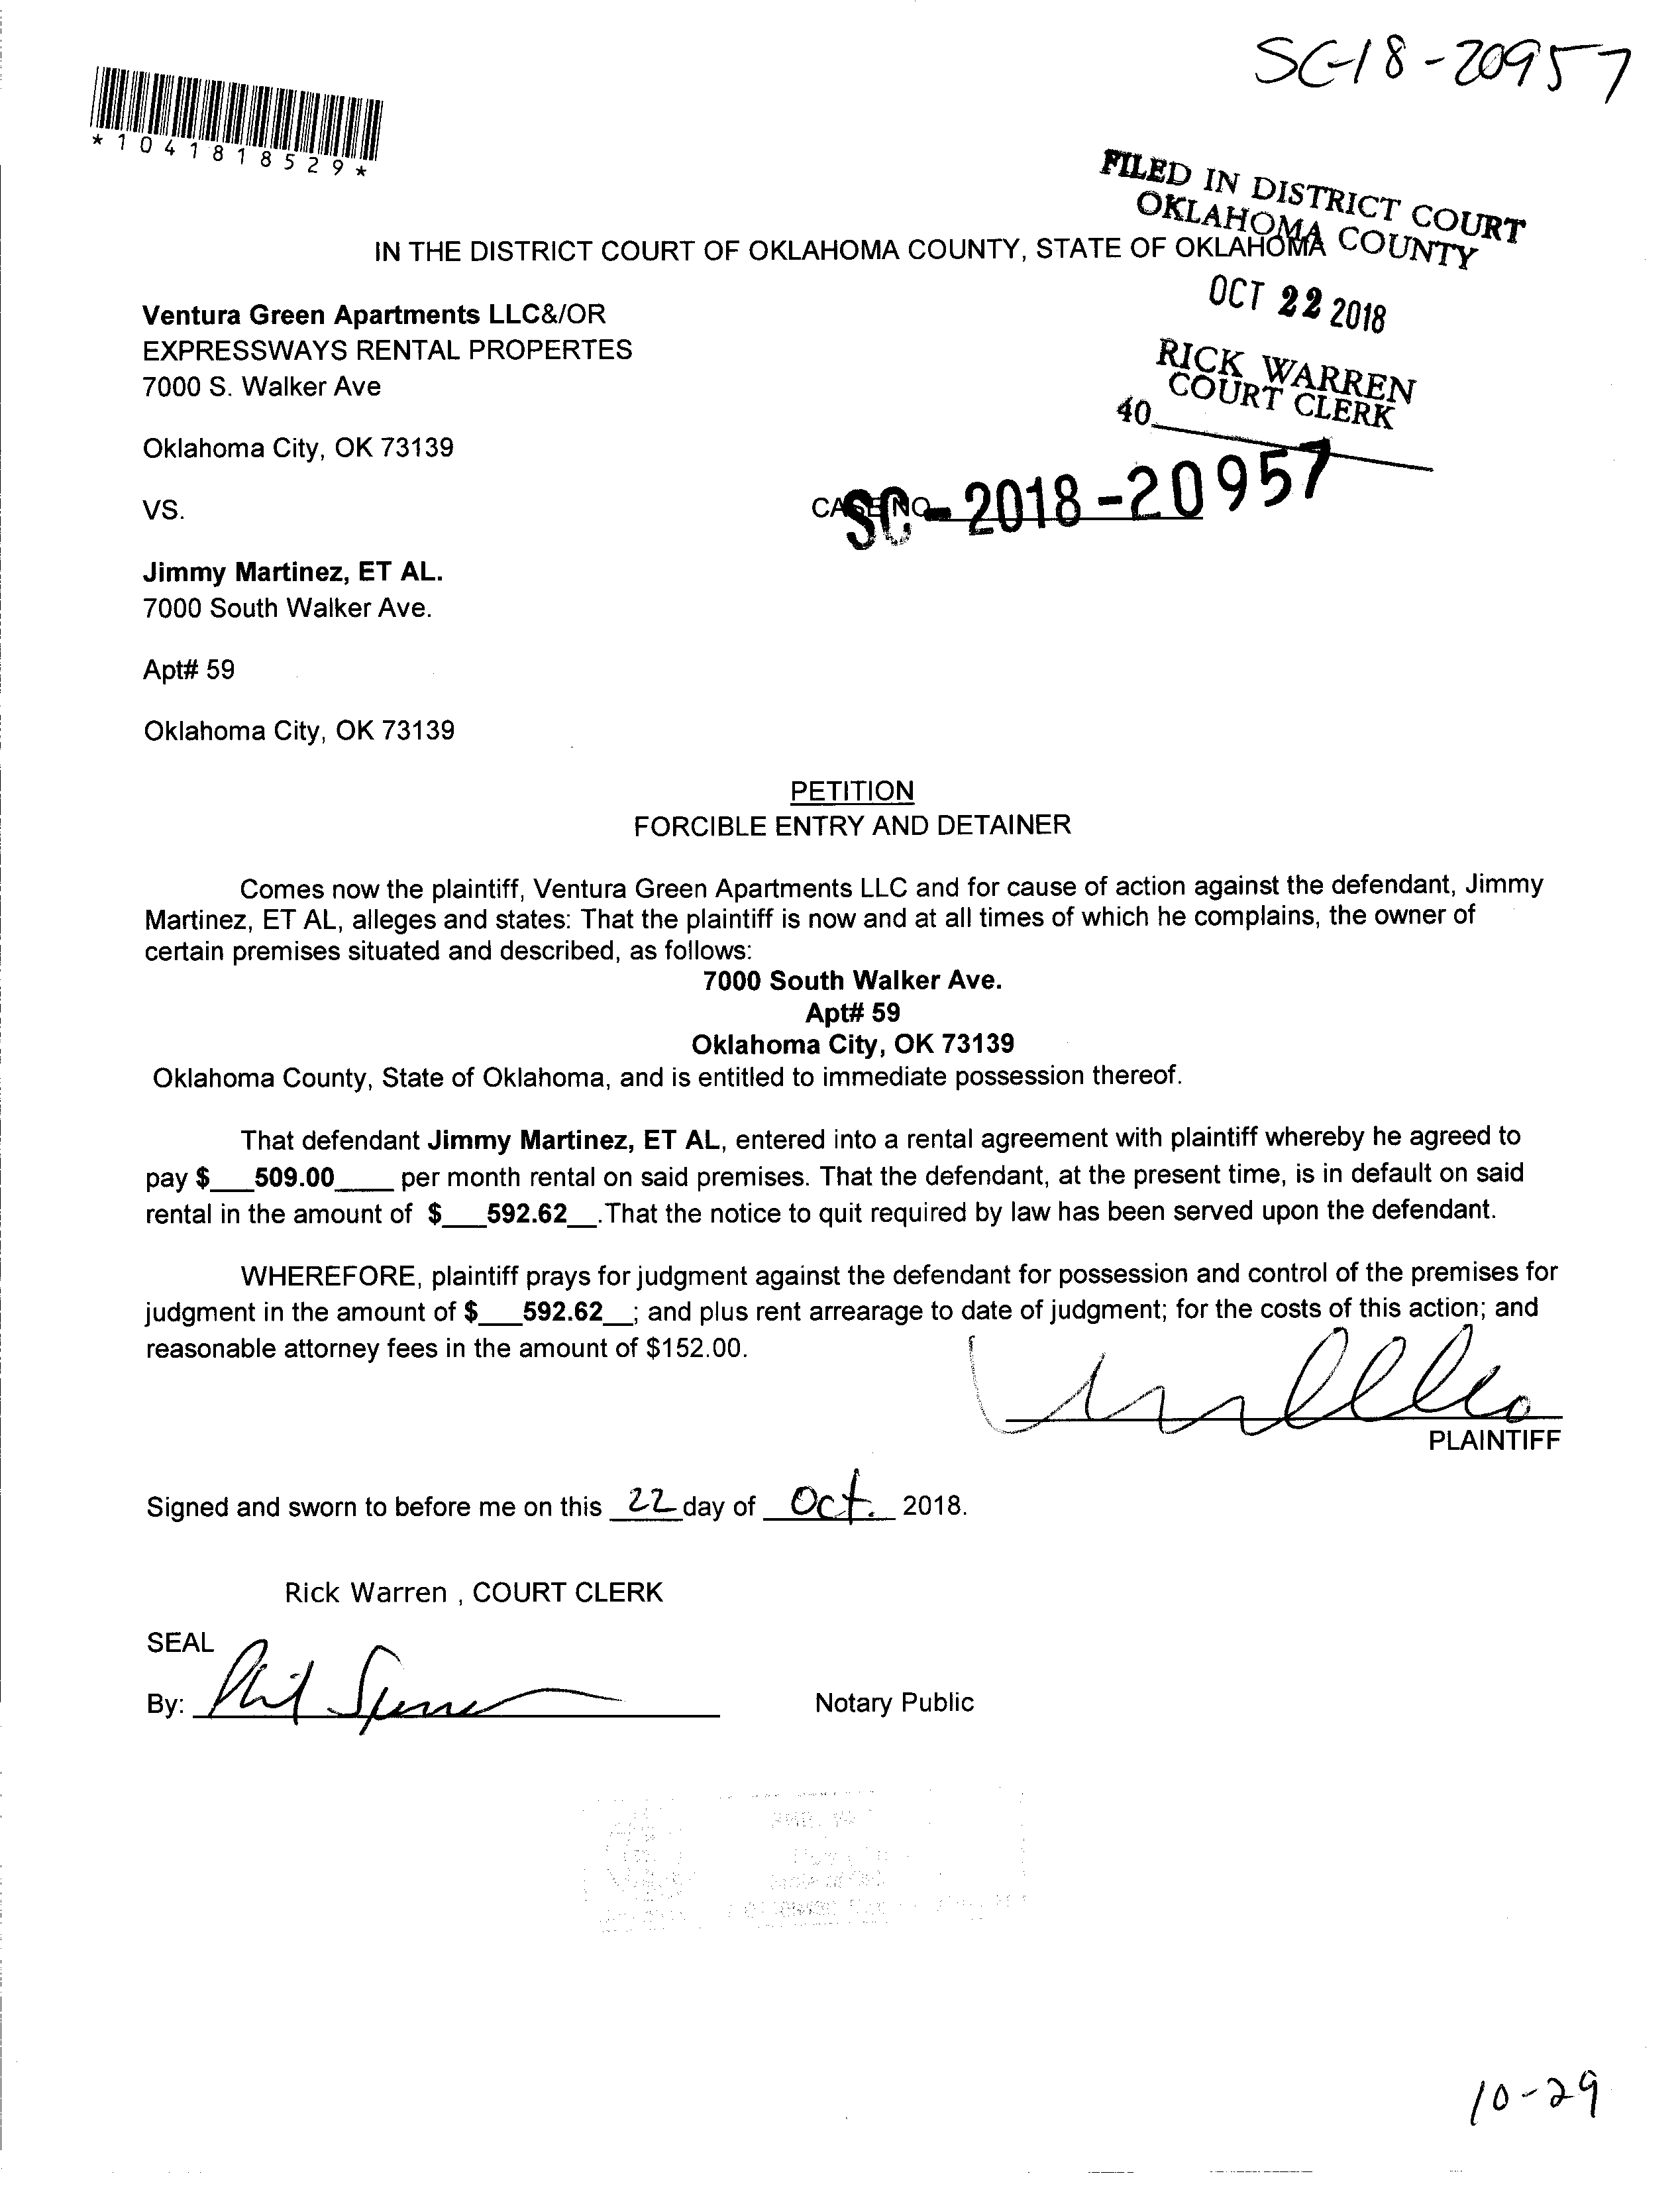 SC-18-20957
*1041818529*
FILED IN DISTRICT COURT
OKLAHOMA COUNTY
IN THE DISTRICT COURT OF OKLAHOMA COUNTY, STATE OF OKLAHOMA
OCT 22 2018
Ventura Green Apartments LLC&/OR
EXPRESSWAYS RENTAL PROPERTES
7000 S. Walker Ave
RICK WARREN
COURT CLERK
40
Oklahoma City, OK 73139
VS.
CASE NO. SC-2018-20957
Jimmy Martinez, ET AL.
7000 South Walker Ave.
Apt# 59
Oklahoma City, OK 73139
PETITION
FORCIBLE ENTRY AND DETAINER
Comes now the plaintiff, Ventura Green Apartments LLC and for cause of action against the defendant, Jimmy
Martinez, ET AL, alleges and states: That the plaintiff is now and at all times of which he complains, the owner of
certain premises situated and described, as follows:
7000 South Walker Ave.
Apt# 59
Oklahoma City, OK 73139
Oklahoma County, State of Oklahoma, and is entitled to immediate possession thereof.
That defendant Jimmy Martinez, ET AL, entered into a rental agreement with plaintiff whereby he agreed to
pay $___509.00____ per month rental on said premises. That the defendant, at the present time, is in default on said
rental in the amount of $___592.62__.That the notice to quit required by law has been served upon the defendant.
WHEREFORE, plaintiff prays for judgment against the defendant for possession and control of the premises for
judgment in the amount of $___592.62__; and plus rent arrearage to date of judgment; for the costs of this action; and
reasonable attorney fees in the amount of $152.00.
PLAINTIFF
Signed and sworn to before me on this 22 day of Oct. 2018.
Rick Warren , COURT CLERK
SEAL
By: Phil
Notary Public
10-29